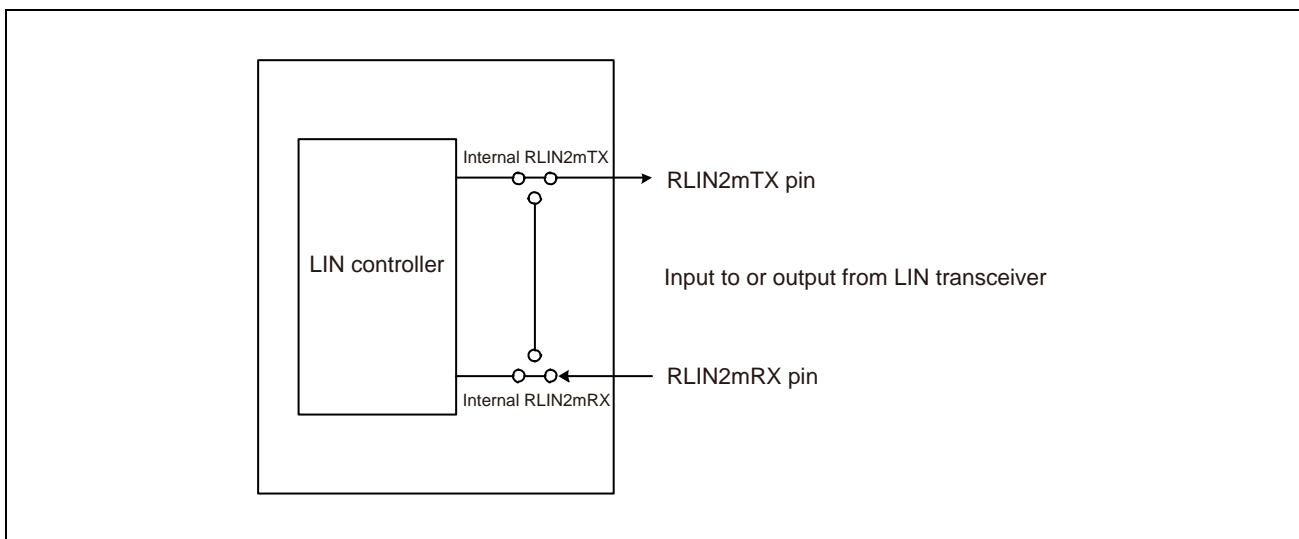 Internal RLIN2mTX
RLIN2mTX pin
LIN controller
Input to or output from LIN transceiver
RLIN2mRX pin
Internal RLIN2mRX